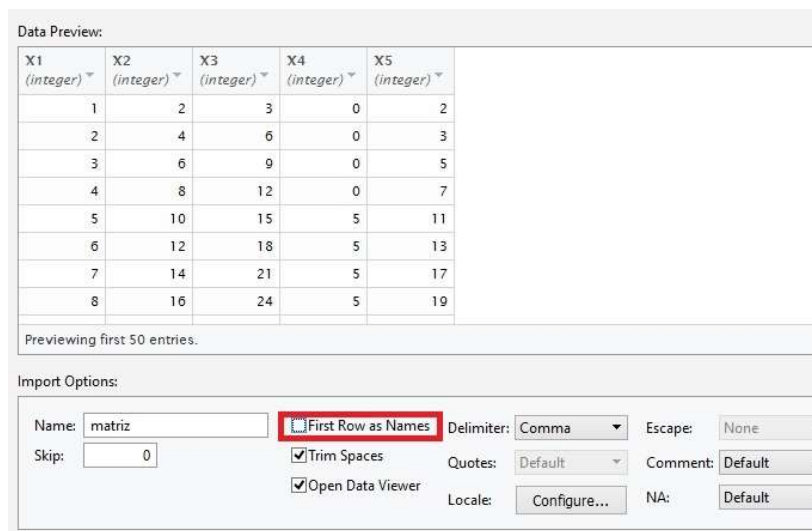 Data Preview:
X1 X2 X3 X4 X5
(integer) (integer) (integer) (integer) (integer)
1 2 3 0 2
2 4 6 0 3
3 6 9 0 5
4 8 12 0 7
5 10 15 5 11
6 12 18 5 13
7 14 21 5 17
8 16 24 5 19
Previewing first 50 entries.
Import Options:
Name: matriz First Row as Names Delimiter: Comma Escape: None
Skip: 0 Trim Spaces Quotes: Default Comment: Default
Open Data Viewer Locale: Configure... NA: Default